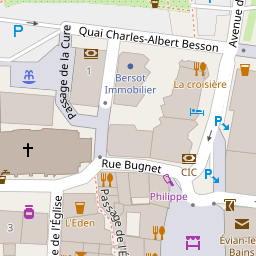 Quai Charles-Albert Besson
Avenue d
Passage de la Cure
P
1
Bersot
Immobilier
La croisière
P
Rue Bugnet
CIC
P
Philippe
1
L'Eden
Passage de l'É
e de l'Église
3
Évian-le
Bains